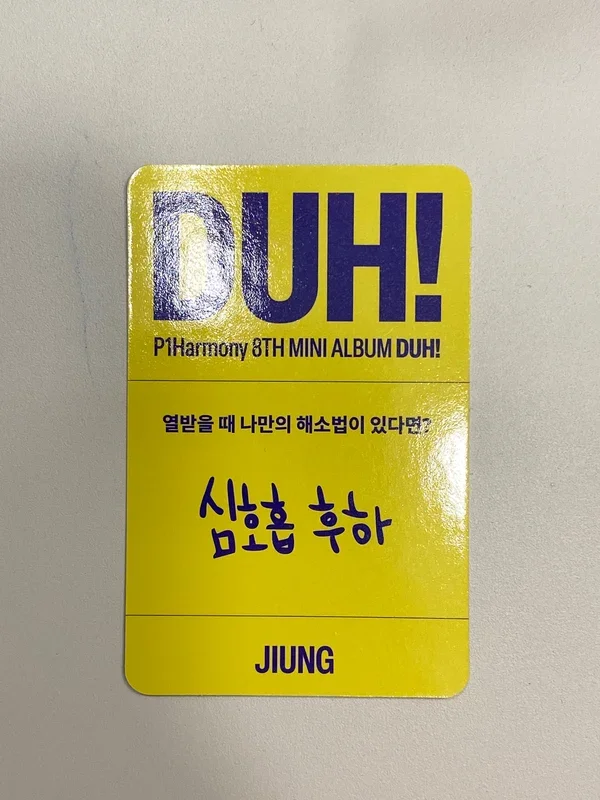 DUH!
P1Harmony 8TH MINI ALBUM DUH!
열받을 때 나만의 해소법이 있다면?
심호흡 후하
JIUNG